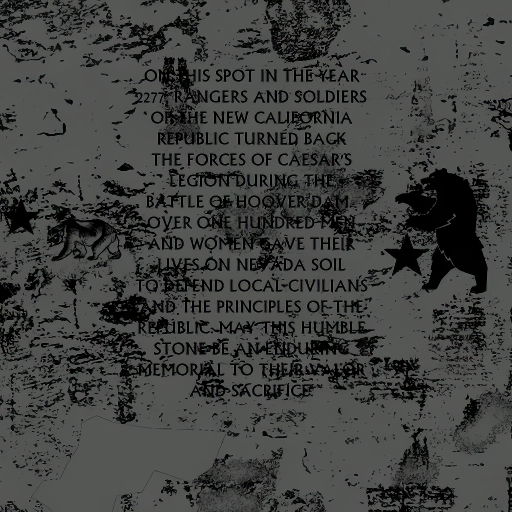 ON THIS SPOT IN THE YEAR
2277, RANGERS AND SOLDIERS
OF THE NEW CALIFORNIA
REPUBLIC TURNED BACK
THE FORCES OF CAESAR'S
LEGION DURING THE
BATTLE OF HOOVER DAM.
OVER ONE HUNDRED MEN
AND WOMEN GAVE THEIR
LIVES ON NEVADA SOIL
TO DEFEND LOCAL CIVILIANS
AND THE PRINCIPLES OF THE
REPUBLIC. MAY THIS HUMBLE
STONE BE AN ENDURING
MEMORIAL TO THEIR VALOR
AND SACRIFICE.